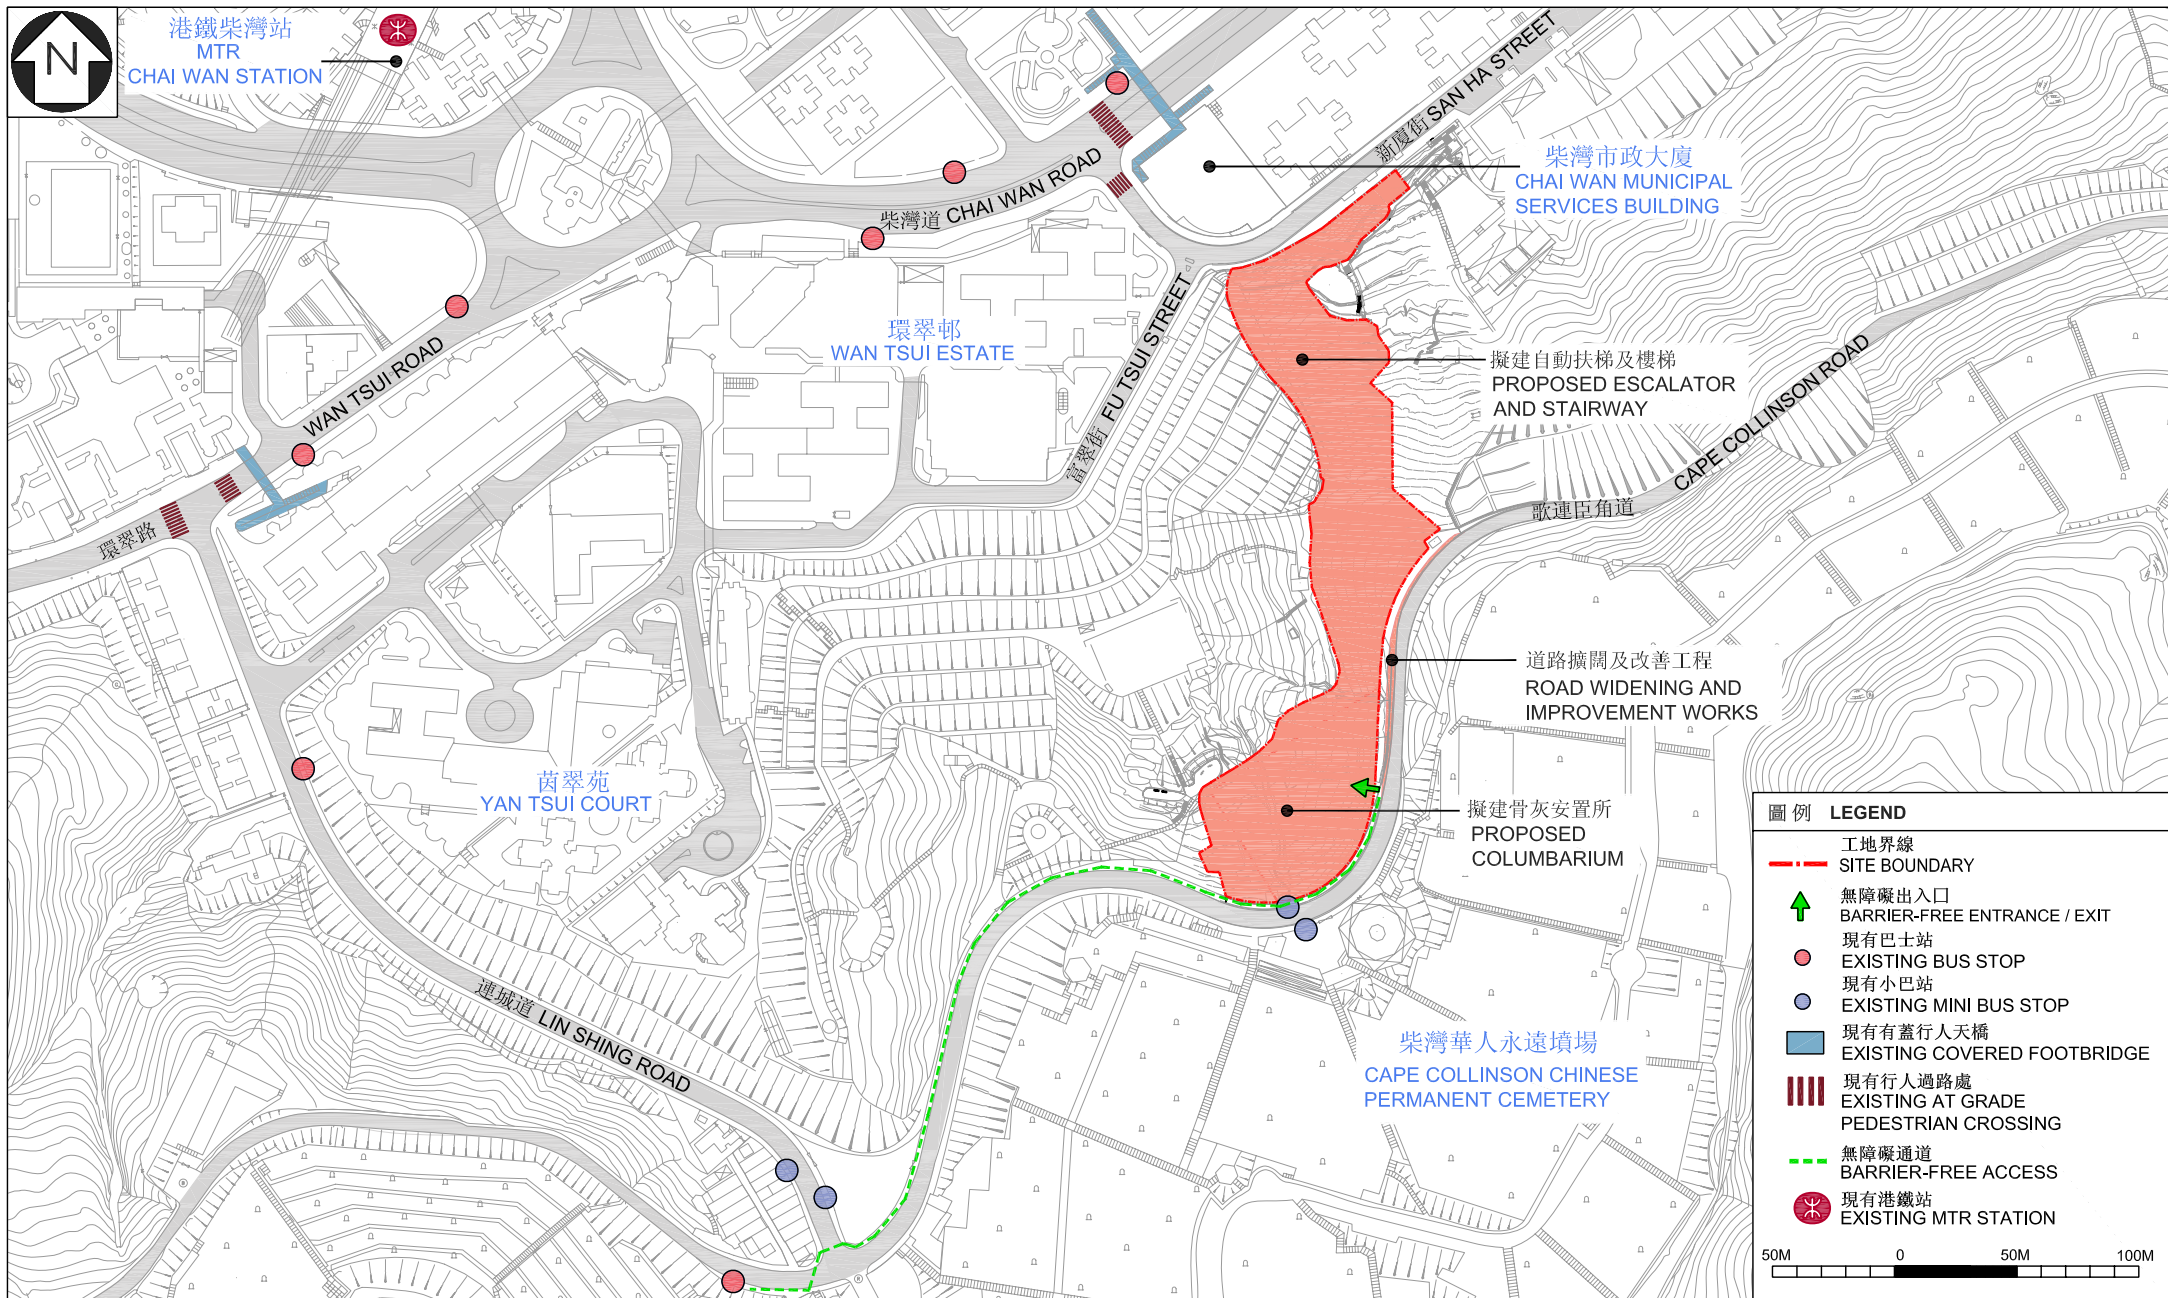 N
港鐵柴灣站
MTR
CHAI WAN STATION
新廈街 SAN HA STREET
柴灣市政大廈
CHAI WAN MUNICIPAL
SERVICES BUILDING
柴灣道 CHAI WAN ROAD
環翠邨
WAN TSUI ESTATE
富翠街 FU TSUI STREET
WAN TSUI ROAD
環翠路
擬建自動扶梯及樓梯
PROPOSED ESCALATOR
AND STAIRWAY
CAPE COLLINSON ROAD
歌連臣角道
道路擴闊及改善工程
ROAD WIDENING AND
IMPROVEMENT WORKS
茵翠苑
YAN TSUI COURT
擬建骨灰安置所
PROPOSED
COLUMBARIUM
連城道 LIN SHING ROAD
柴灣華人永遠墳場
CAPE COLLINSON CHINESE
PERMANENT CEMETERY
圖例 LEGEND
工地界線
SITE BOUNDARY
無障礙出入口
BARRIER-FREE ENTRANCE / EXIT
現有巴士站
EXISTING BUS STOP
現有小巴站
EXISTING MINI BUS STOP
現有有蓋行人天橋
EXISTING COVERED FOOTBRIDGE
現有行人過路處
EXISTING AT GRADE
PEDESTRIAN CROSSING
無障礙通道
BARRIER-FREE ACCESS
現有港鐵站
EXISTING MTR STATION
50M 0 50M 100M